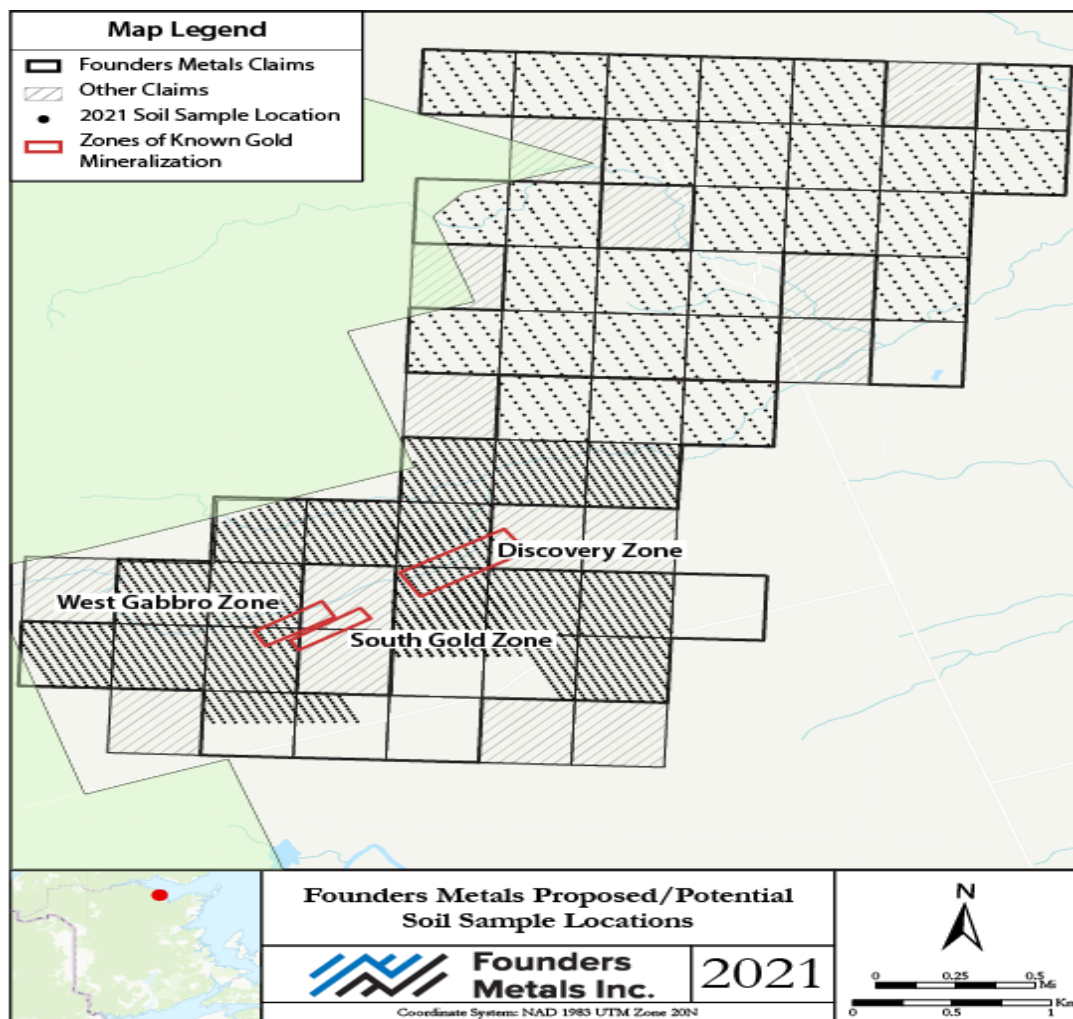 Map Legend
Founders Metals Claims
Other Claims
2021 Soil Sample Location
Zones of Known Gold
Mineralization
Discovery Zone
West Gabbro Zone
South Gold Zone
Founders Metals Proposed/Potential
Soil Sample Locations
Founders
Metals Inc.
2021
Coordinate System: NAD 1983 UTM Zone 20N
N
0 0.25 0.5
Mi
Km
0 0.5 1